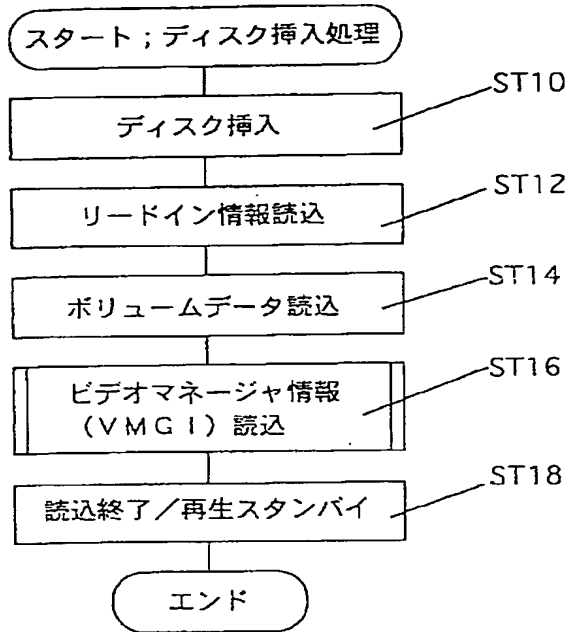 スタート；ディスク挿入処理
ST10
ディスク挿入
ST12
リードイン情報読込
ST14
ボリュームデータ読込
ST16
ビデオマネージャ情報
（ＶＭＧＩ）読込
ST18
読込終了／再生スタンバイ
エンド